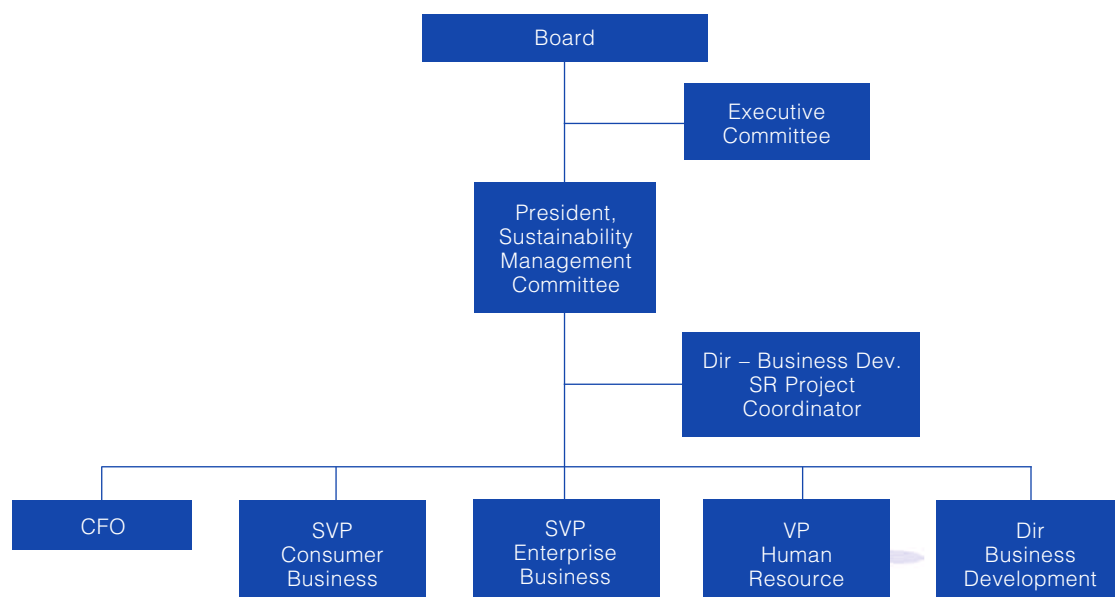 Board
Executive
Committee
President,
Sustainability
Management
Committee
Dir – Business Dev.
SR Project
Coordinator
CFO
SVP
Consumer
Business
SVP
Enterprise
Business
VP
Human
Resource
Dir
Business
Development